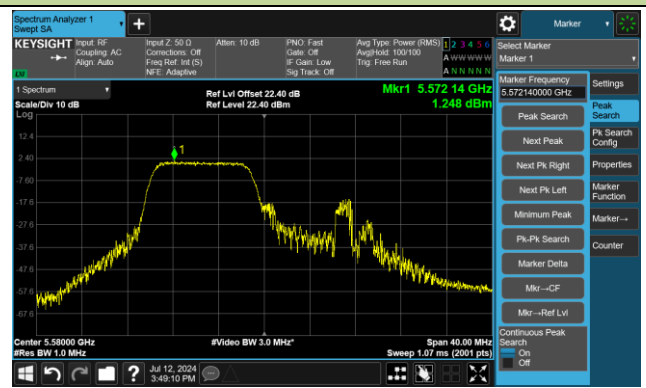 Spectrum Analyzer 1
Swept SA
+
Marker
KEYSIGHT
Input: RF
Coupling: AC
Align: Auto
Input Z: 50 Ω
Corrections: Off
Freq Ref: Int (S)
NFE: Adaptive
Atten: 10 dB
PNO: Fast
Gate: Off
IF Gain: Low
Sig Track: Off
Avg Type: Power (RMS)
Avg|Hold: 100/100
Trig: Free Run
1 2 3 4 5 6
A W W W W W
A N N N N N
LXI
Select Marker
Marker 1
1 Spectrum
Scale/Div 10 dB
Log
Ref Lvl Offset 22.40 dB
Ref Level 22.40 dBm
Mkr1 5.572 14 GHz
1.248 dBm
12.4
2.40
-7.60
-17.6
-27.6
-37.6
-47.6
-57.6
-67.6
1
Center 5.58000 GHz
#Res BW 1.0 MHz
#Video BW 3.0 MHz*
Span 40.00 MHz
Sweep 1.07 ms (2001 pts)
Marker Frequency
5.572140000 GHz
Peak Search
Next Peak
Next Pk Right
Next Pk Left
Minimum Peak
Pk-Pk Search
Marker Delta
Mkr→CF
Mkr→Ref Lvl
Continuous Peak
Search
On
Off
Settings
Peak
Search
Pk Search
Config
Properties
Marker
Function
Marker→
Counter
?
Jul 12, 2024
3:49:10 PM